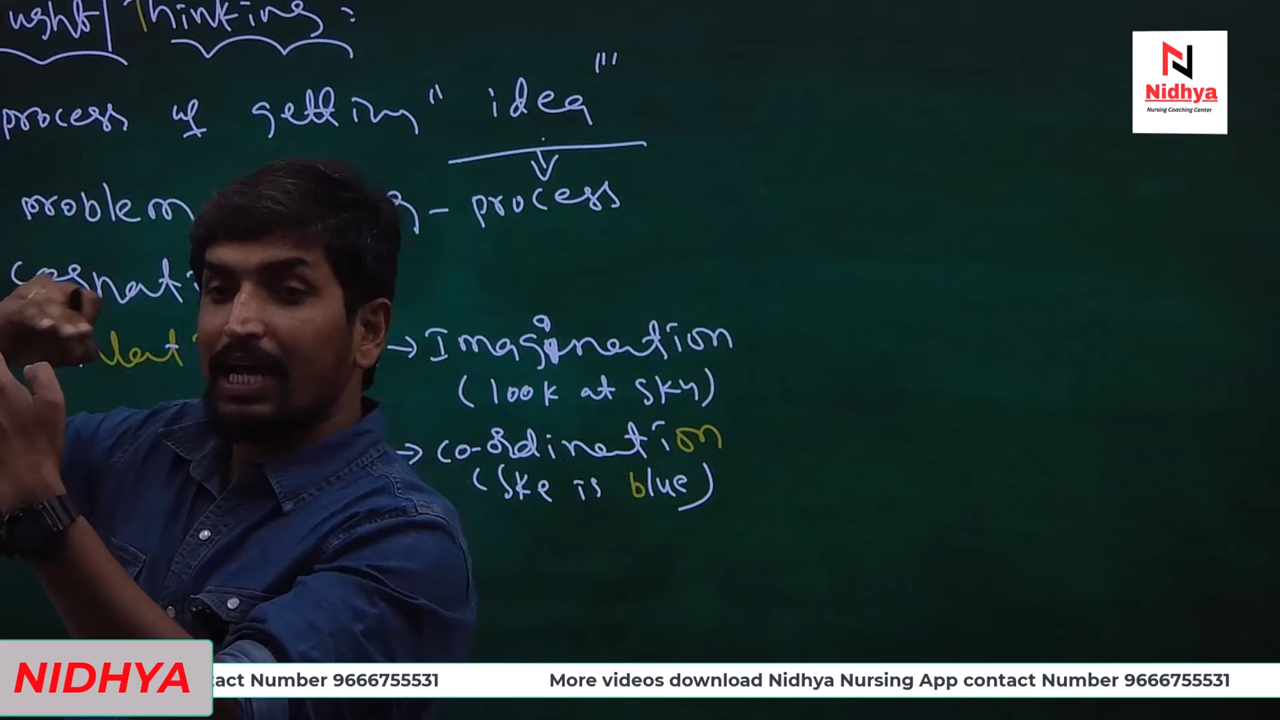 Thinking :
process of getting " idea "'
problem - process
→ Imagination
(look at sky)
→ co-ordination
(Ske is blue)
Nidhya
Nursing Coaching Center
NIDHYA
tact Number 9666755531 More videos download Nidhya Nursing App contact Number 9666755531